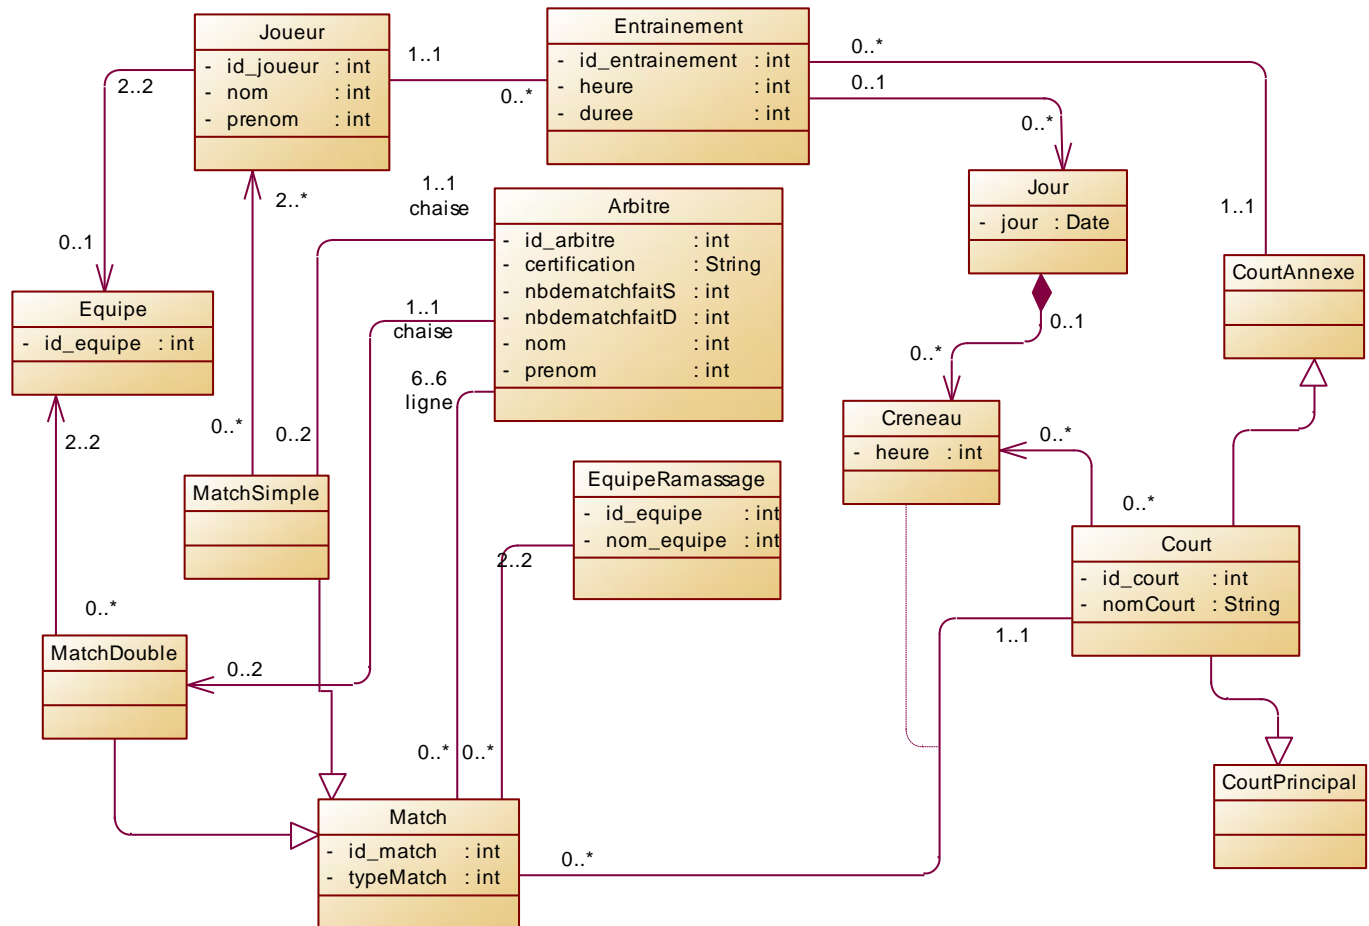 Joueur
- id_joueur : int
- nom : int
- prenom : int
1..1
0..*
Entrainement
- id_entrainement : int
- heure : int
- duree : int
0..*
0..1
0..*
2..2
0..1
2..*
1..1
chaise
Arbitre
- id_arbitre : int
- certification : String
- nbdematchfaitS : int
- nbdematchfaitD : int
- nom : int
- prenom : int
Jour
- jour : Date
1..1
CourtAnnexe
Equipe
- id_equipe : int
1..1
chaise
0..1
0..*
6..6
ligne
2..2
0..*
0..2
Creneau
- heure : int
0..*
MatchSimple
EquipeRamassage
- id_equipe : int
- nom_equipe : int
2..2
0..*
Court
- id_court : int
- nomCourt : String
0..*
MatchDouble
0..2
1..1
0..*
0..*
CourtPrincipal
Match
- id_match : int
- typeMatch : int
0..*